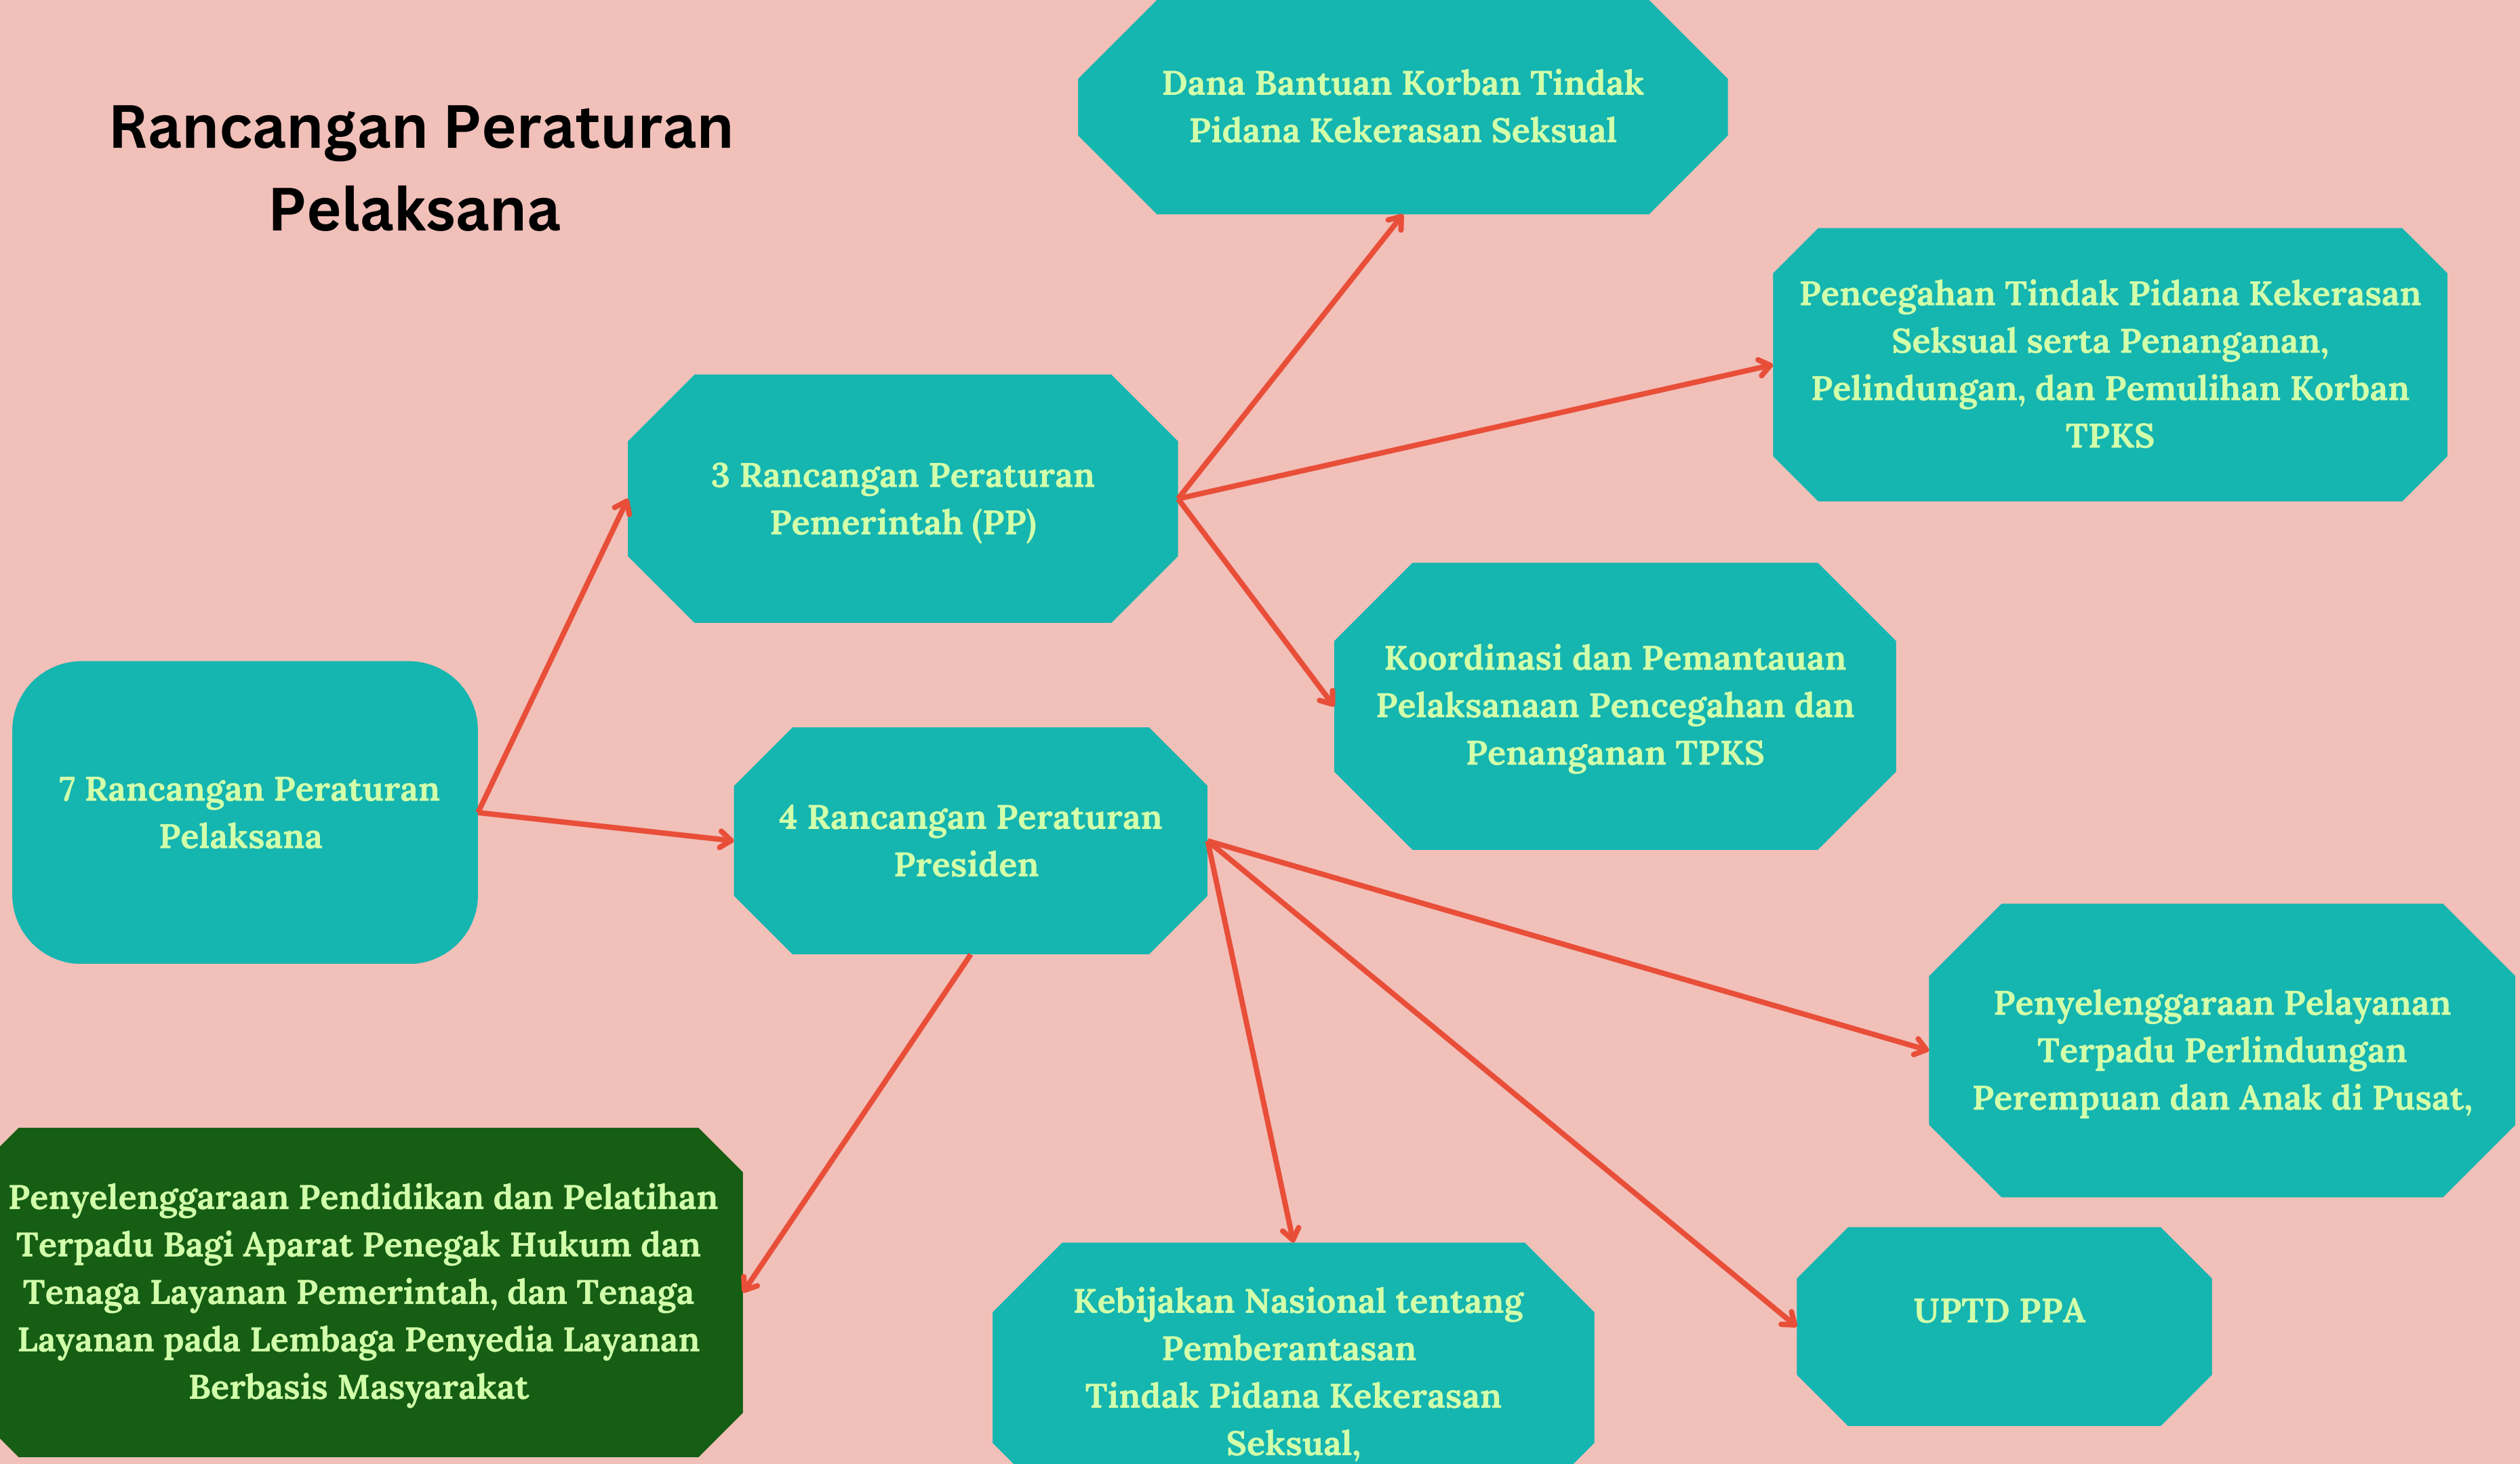 Rancangan Peraturan
Pelaksana
Dana Bantuan Korban Tindak
Pidana Kekerasan Seksual
Pencegahan Tindak Pidana Kekerasan
Seksual serta Penanganan,
Pelindungan, dan Pemulihan Korban
TPKS
3 Rancangan Peraturan
Pemerintah (PP)
Koordinasi dan Pemantauan
Pelaksanaan Pencegahan dan
Penanganan TPKS
7 Rancangan Peraturan
Pelaksana
4 Rancangan Peraturan
Presiden
Penyelenggaraan Pelayanan
Terpadu Perlindungan
Perempuan dan Anak di Pusat,
Penyelenggaraan Pendidikan dan Pelatihan
Terpadu Bagi Aparat Penegak Hukum dan
Tenaga Layanan Pemerintah, dan Tenaga
Layanan pada Lembaga Penyedia Layanan
Berbasis Masyarakat
Kebijakan Nasional tentang
Pemberantasan
Tindak Pidana Kekerasan
Seksual,
UPTD PPA